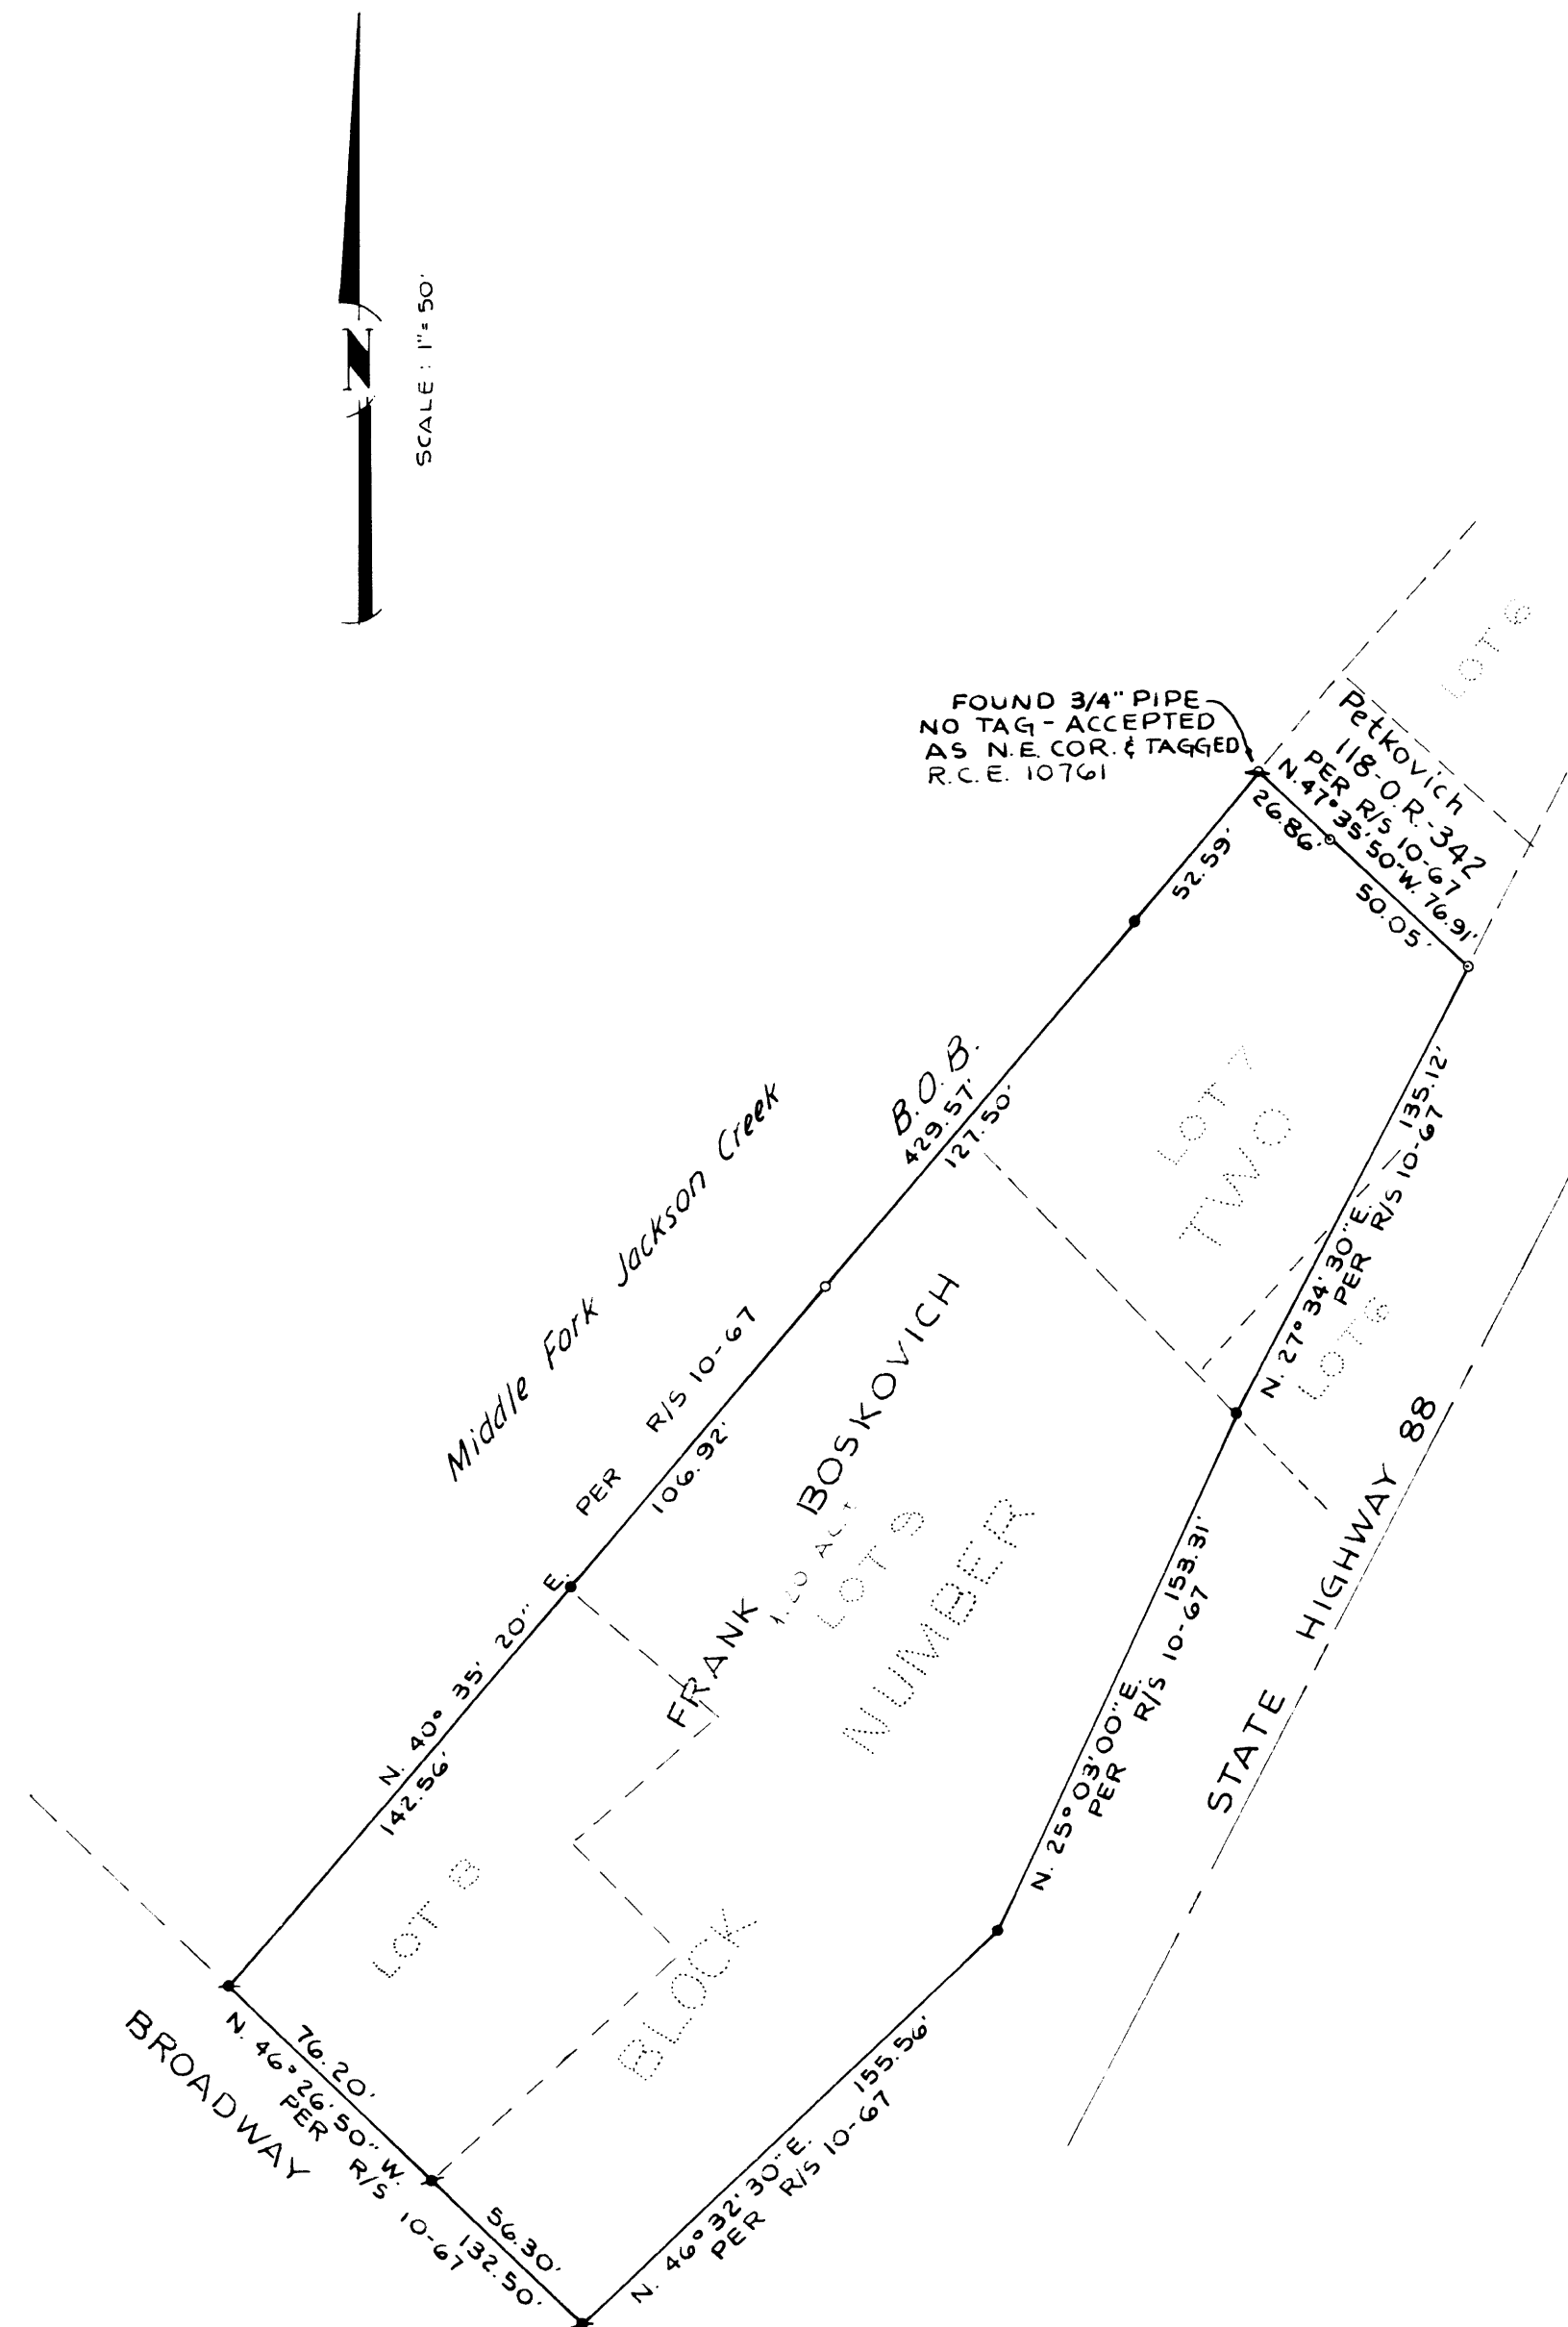 N
SCALE : 1"= 50'
LOT 6
FOUND 3/4" PIPE
NO TAG - ACCEPTED
AS N.E. COR. & TAGGED
R.C.E. 10761
Petkovich
118-O.R.-342
PER R/S 10-67
N.47°35'50"W. 76.91'
26.86'
50.05'
52.59'
B.O.B.
429.57'
127.50'
LOT 7
TWO
135.12'
N. 27° 34' 30" E.
PER R/S 10-67
LOT 6
Middle Fork Jackson Creek
PER R/S 10-67
106.92'
FRANK BOSKOVICH
1.20 AC.±
LOT 9
NUMBER
N. 25° 03' 00" E. 153.31'
PER R/S 10-67
STATE HIGHWAY 88
N. 40° 35' 20" E.
142.56'
LOT 8
BLOCK
BROADWAY
76.20'
N. 46° 26' 50" W.
PER R/S 10-67
56.30'
132.50'
155.56'
N. 46° 32' 30" E.
PER R/S 10-67